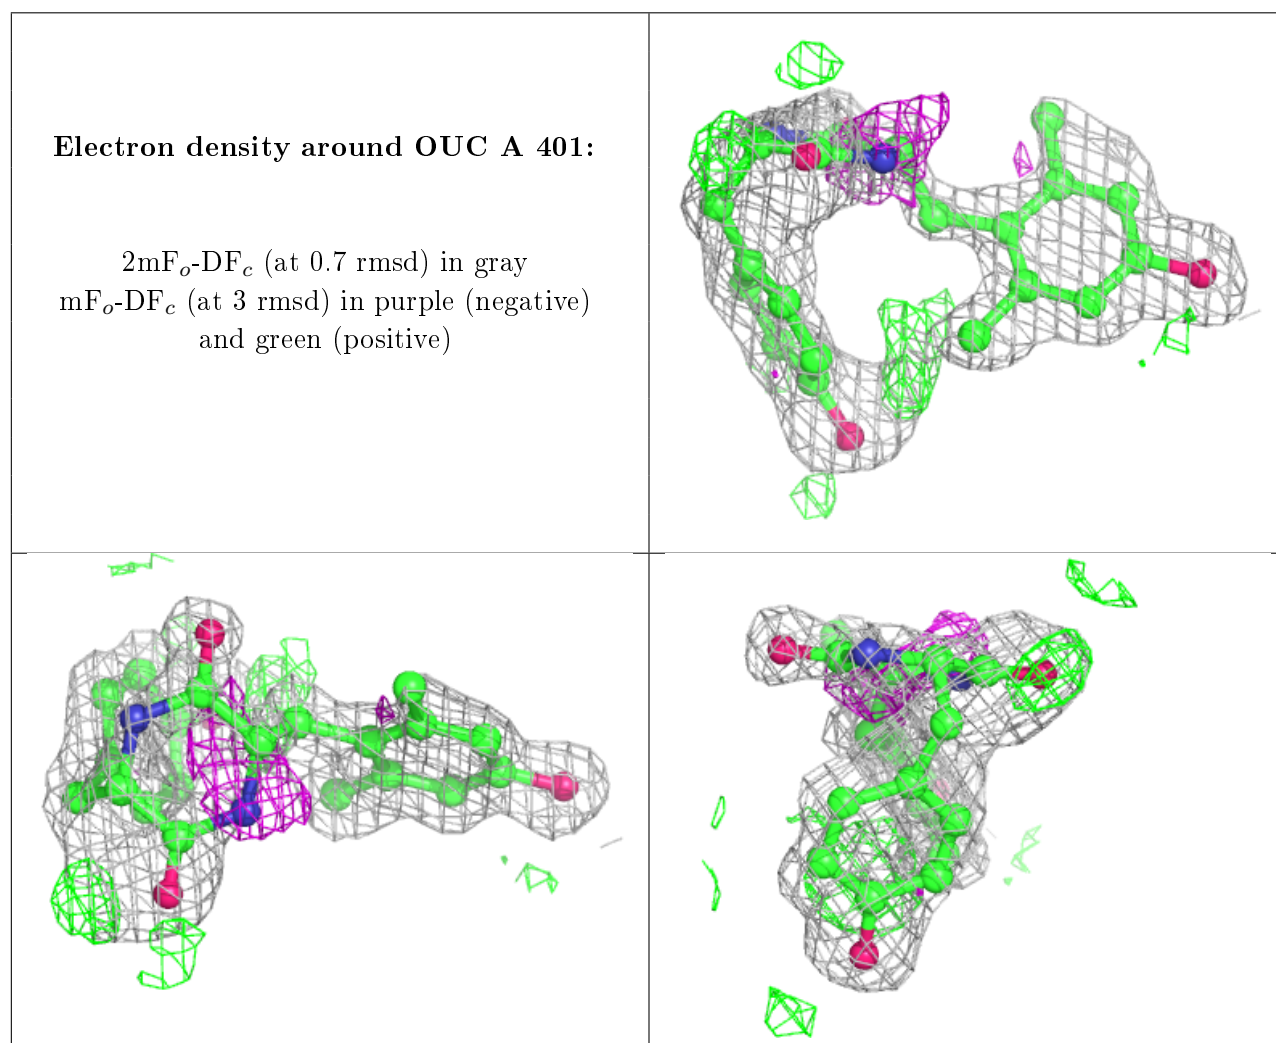 Electron density around OUC A 401:
2mFₒ-DF𝒸 (at 0.7 rmsd) in gray
mFₒ-DF𝒸 (at 3 rmsd) in purple (negative)
and green (positive)